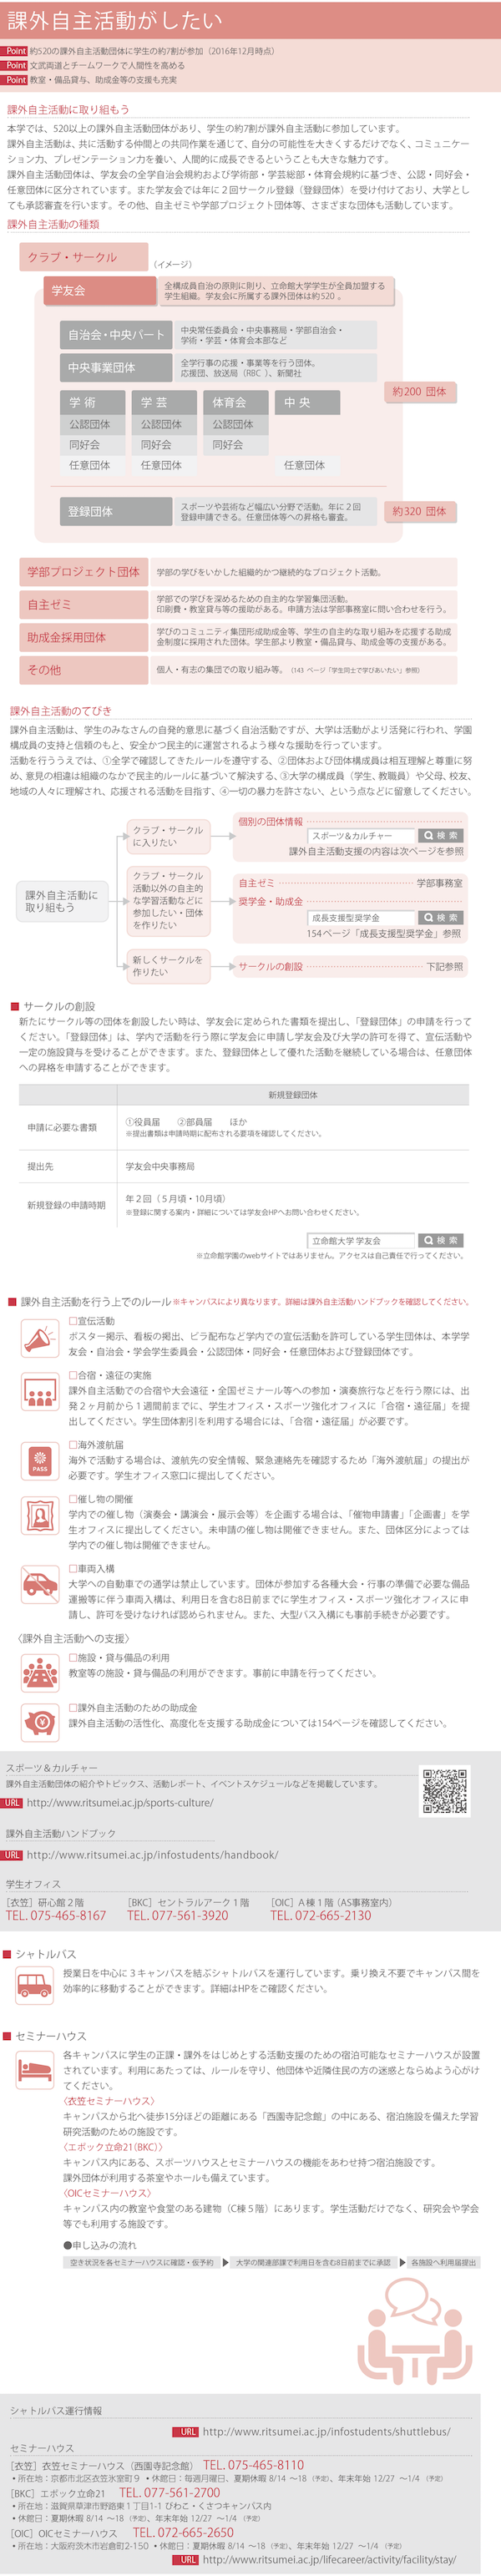 課外自主活動がしたい
Point 約520の課外自主活動団体に学生の約7割が参加（2016年12月時点）
Point 文武両道とチームワークで人間性を高める
Point 教室・備品貸与、助成金等の支援も充実
課外自主活動に取り組もう
本学では、520以上の課外自主活動団体があり、学生の約7割が課外自主活動に参加しています。
課外自主活動は、共に活動する仲間との共同作業を通じて、自分の可能性を大きくするだけでなく、コミュニケー
ション力、プレゼンテーション力を養い、人間的に成長できるということも大きな魅力です。
課外自主活動団体は、学友会の全学自治会規約および学術部・学芸総部・体育会規約に基づき、公認・同好会・
任意団体に区分されています。また学友会では年に２回サークル登録（登録団体）を受け付けており、大学とし
ても承認審査を行います。その他、自主ゼミや学部プロジェクト団体等、さまざまな団体も活動しています。
課外自主活動の種類
クラブ・サークル
（イメージ）
学友会
全構成員自治の原則に則り、立命館大学学生が全員加盟する
学生組織。学友会に所属する課外団体は約520 。
自治会・中央パート
中央常任委員会・中央事務局・学部自治会・
学術・学芸・体育会本部など
中央事業団体
全学行事の応援・事業等を行う団体。
応援団、放送局（RBC ）、新聞社
約200 団体
学 術 学 芸 体育会 中 央
公認団体 公認団体 公認団体
同好会 同好会 同好会
任意団体 任意団体 任意団体
登録団体
スポーツや芸術など幅広い分野で活動。年に２回
登録申請できる。任意団体等への昇格も審査。
約320 団体
学部プロジェクト団体
学部の学びをいかした組織的かつ継続的なプロジェクト活動。
自主ゼミ
学部での学びを深めるための自主的な学習集団活動。
印刷費・教室貸与等の援助がある。申請方法は学部事務室に問い合わせを行う。
助成金採用団体
学びのコミュニティ集団形成助成金等、学生の自主的な取り組みを応援する助成
金制度に採用された団体。学生部より教室・備品貸与、助成金等の支援がある。
その他
個人・有志の集団での取り組み等。（143 ページ「学生同士で学びあいたい」参照）
課外自主活動のてびき
課外自主活動は、学生のみなさんの自発的意思に基づく自治活動ですが、大学は活動がより活発に行われ、学園
構成員の支持と信頼のもと、安全かつ民主的に運営されるよう様々な援助を行っています。
活動を行ううえでは、①全学で確認してきたルールを遵守する、②団体および団体構成員は相互理解と尊重に努
め、意見の相違は組織のなかで民主的ルールに基づいて解決する、③大学の構成員（学生、教職員）や父母、校友、
地域の人々に理解され、応援される活動を目指す、④一切の暴力を許さない、という点などに留意してください。
課外自主活動に
取り組もう
クラブ・サークル
に入りたい
個別の団体情報
スポーツ＆カルチャー 検 索
課外自主活動支援の内容は次ページを参照
クラブ・サークル
活動以外の自主的
な学習活動などに
参加したい・団体
を作りたい
自主ゼミ 学部事務室
奨学金・助成金
成長支援型奨学金 検 索
154ページ「成長支援型奨学金」参照
新しくサークルを
作りたい
サークルの創設 下記参照
■ サークルの創設
新たにサークル等の団体を創設したい時は、学友会に定められた書類を提出し、「登録団体」の申請を行って
ください。「登録団体」は、学内で活動を行う際に学友会に申請し学友会及び大学の許可を得て、宣伝活動や
一定の施設貸与を受けることができます。また、登録団体として優れた活動を継続している場合は、任意団体
への昇格を申請することができます。
新規登録団体
申請に必要な書類
①役員届 ②部員届 ほか
※提出書類は申請時期に配布される要項を確認してください。
提出先 学友会中央事務局
新規登録の申請時期
年２回（５月頃・10月頃）
※登録に関する案内・詳細については学友会HPへお問い合わせください。
立命館大学 学友会 検 索
※立命館学園のwebサイトではありません。アクセスは自己責任で行ってください。
■ 課外自主活動を行う上でのルール ※キャンパスにより異なります。詳細は課外自主活動ハンドブックを確認してください。
□宣伝活動
ポスター掲示、看板の掲出、ビラ配布など学内での宣伝活動を許可している学生団体は、本学学
友会・自治会・学会学生委員会・公認団体・同好会・任意団体および登録団体です。
□合宿・遠征の実施
課外自主活動での合宿や大会遠征・全国ゼミナール等への参加・演奏旅行などを行う際には、出
発２ヶ月前から１週間前までに、学生オフィス・スポーツ強化オフィスに「合宿・遠征届」を提
出してください。学生団体割引を利用する場合には、「合宿・遠征届」が必要です。
□海外渡航届
PASS
海外で活動する場合は、渡航先の安全情報、緊急連絡先を確認するため「海外渡航届」の提出が
必要です。学生オフィス窓口に提出してください。
□催し物の開催
学内での催し物（演奏会・講演会・展示会等）を企画する場合は、「催物申請書」「企画書」を学
生オフィスに提出してください。未申請の催し物は開催できません。また、団体区分によっては
学内での催し物は開催できません。
□車両入構
大学への自動車での通学は禁止しています。団体が参加する各種大会・行事の準備で必要な備品
運搬等に伴う車両入構は、利用日を含む8日前までに学生オフィス・スポーツ強化オフィスに申
請し、許可を受けなければ認められません。また、大型バス入構にも事前手続きが必要です。
〈課外自主活動への支援〉
□施設・貸与備品の利用
教室等の施設・貸与備品の利用ができます。事前に申請を行ってください。
□課外自主活動のための助成金
課外自主活動の活性化、高度化を支援する助成金については154ページを確認してください。
スポーツ＆カルチャー
課外自主活動団体の紹介やトピックス、活動レポート、イベントスケジュールなどを掲載しています。
URL http://www.ritsumei.ac.jp/sports-culture/
課外自主活動ハンドブック
URL http://www.ritsumei.ac.jp/infostudents/handbook/
学生オフィス
［衣笠］研心館２階 ［BKC］セントラルアーク１階 ［OIC］Ａ棟１階（AS事務室内）
TEL. 075-465-8167 TEL. 077-561-3920 TEL. 072-665-2130
■ シャトルバス
授業日を中心に３キャンパスを結ぶシャトルバスを運行しています。乗り換え不要でキャンパス間を
効率的に移動することができます。詳細はHPをご確認ください。
■ セミナーハウス
各キャンパスに学生の正課・課外をはじめとする活動支援のための宿泊可能なセミナーハウスが設置
されています。利用にあたっては、ルールを守り、他団体や近隣住民の方の迷惑とならぬよう心がけ
てください。
〈衣笠セミナーハウス〉
キャンパスから北へ徒歩15分ほどの距離にある「西園寺記念館」の中にある、宿泊施設を備えた学習
研究活動のための施設です。
〈エポック立命21（BKC）〉
キャンパス内にある、スポーツハウスとセミナーハウスの機能をあわせ持つ宿泊施設です。
課外団体が利用する茶室やホールも備えています。
〈OICセミナーハウス〉
キャンパス内の教室や食堂のある建物（C棟５階）にあります。学生活動だけでなく、研究会や学会
等でも利用する施設です。
●申し込みの流れ
空き状況を各セミナーハウスに確認・仮予約 ▶ 大学の関連部課で利用日を含む8日前までに承認 ▶ 各施設へ利用届提出
シャトルバス運行情報
URL http://www.ritsumei.ac.jp/infostudents/shuttlebus/
セミナーハウス
［衣笠］衣笠セミナーハウス（西園寺記念館） TEL. 075-465-8110
•所在地：京都市北区衣笠氷室町９ •休館日：毎週月曜日、夏期休暇 8/14 ～18（予定）、年末年始 12/27 ～1/4 （予定）
［BKC］エポック立命21 TEL. 077-561-2700
•所在地：滋賀県草津市野路東１丁目1-1 びわこ・くさつキャンパス内
•休館日：夏期休暇 8/14 ～18 （予定）、年末年始 12/27 ～1/4 （予定）
［OIC］OICセミナーハウス TEL. 072-665-2650
•所在地：大阪府茨木市岩倉町2-150 •休館日：夏期休暇 8/14 ～18 （予定）、年末年始 12/27 ～1/4 （予定）
URL http://www.ritsumei.ac.jp/lifecareer/activity/facility/stay/